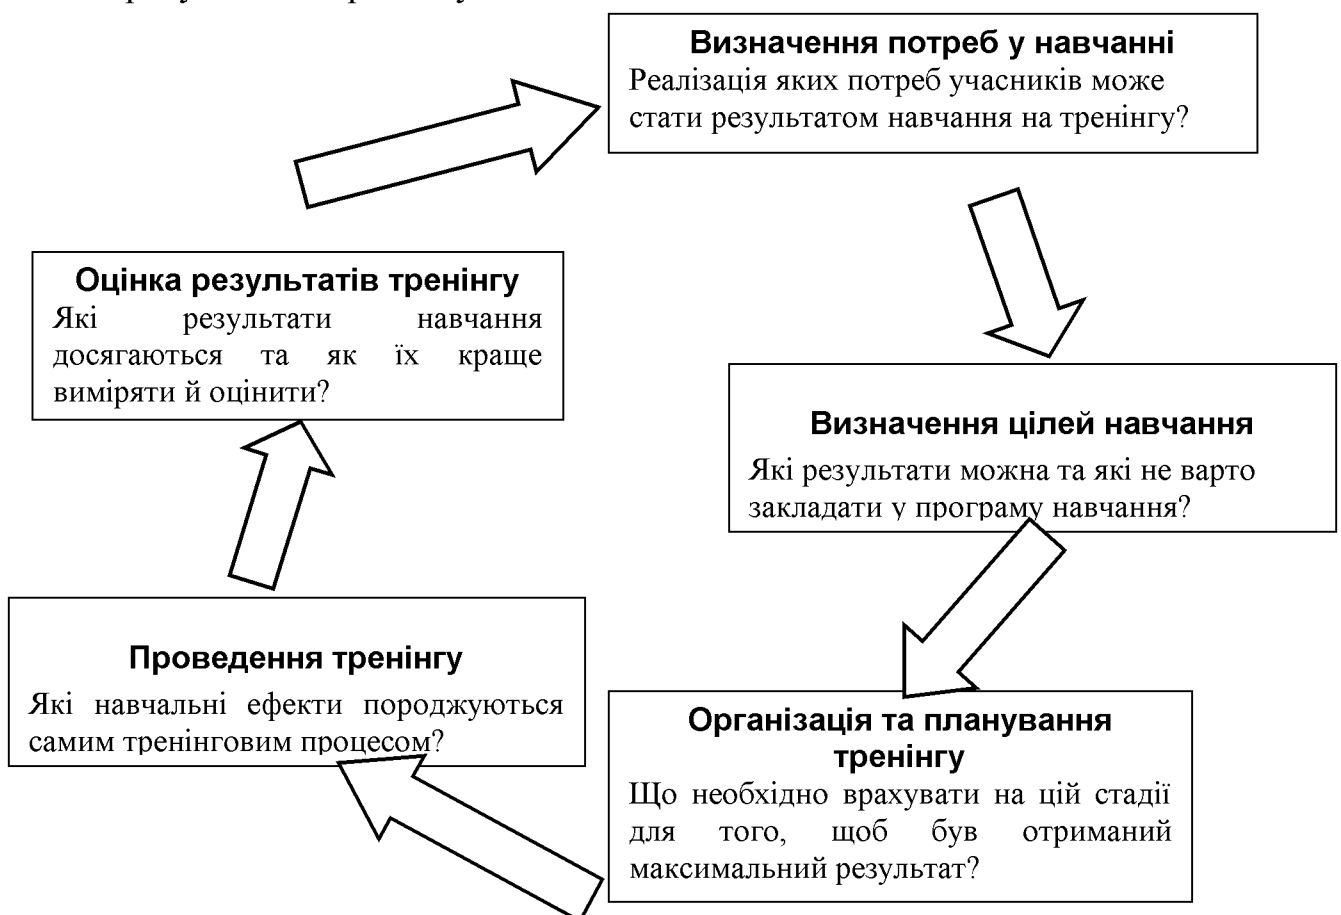 Визначення потреб у навчанні
Реалізація яких потреб учасників може
стати результатом навчання на тренінгу?
Визначення цілей навчання
Які результати можна та які не варто
закладати у програму навчання?
Організація та планування
тренінгу
Що необхідно врахувати на цій стадії
для того, щоб був отриманий
максимальний результат?
Проведення тренінгу
Які навчальні ефекти породжуються
самим тренінговим процесом?
Оцінка результатів тренінгу
Які результати навчання
досягаються та як їх краще
виміряти й оцінити?